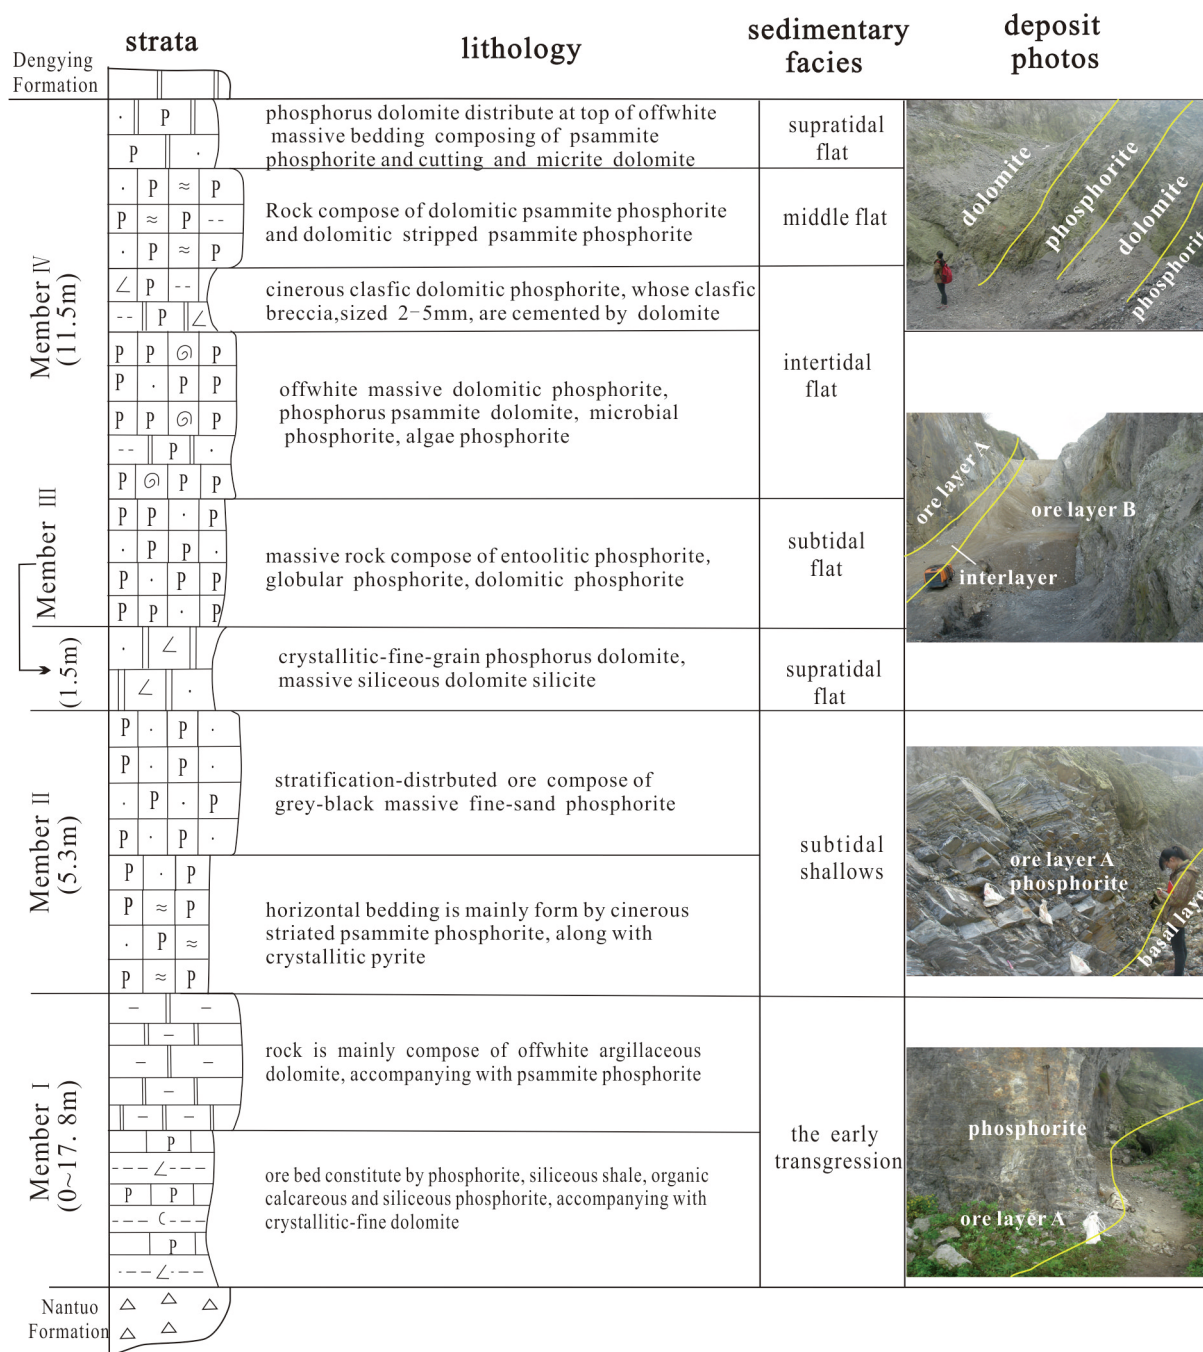 strata
lithology
sedimentary
facies
deposit
photos
Dengying
Formation
Member IV
(11.5m)
phosphorus dolomite distribute at top of offwhite
massive bedding composing of psammite
phosphorite and cutting and micrite dolomite
supratidal
flat
Rock compose of dolomitic psammite phosphorite
and dolomitic stripped psammite phosphorite
middle flat
cinerous clasfic dolomitic phosphorite, whose clasfic
breccia,sized 2-5mm, are cemented by dolomite
intertidal
flat
offwhite massive dolomitic phosphorite,
phosphorus psammite dolomite, microbial
phosphorite, algae phosphorite
Member III
(1.5m)
massive rock compose of entoolitic phosphorite,
globular phosphorite, dolomitic phosphorite
subtidal
flat
crystallitic-fine-grain phosphorus dolomite,
massive siliceous dolomite silicite
supratidal
flat
Member II
(5.3m)
stratification-distrbuted ore compose of
grey-black massive fine-sand phosphorite
subtidal
shallows
horizontal bedding is mainly form by cinerous
striated psammite phosphorite, along with
crystallitic pyrite
Member I
(0~17.8m)
rock is mainly compose of offwhite argillaceous
dolomite, accompanying with psammite phosphorite
the early
transgression
ore bed constitute by phosphorite, siliceous shale, organic
calcareous and siliceous phosphorite, accompanying with
crystallitic-fine dolomite
Nantuo
Formation
P
P
P P
P P
P P
P
P
P P P
P P P
P P P
P
P P P
P P P
P P
P P P
P P P
P P
P P
P P
P P
P P
P P
P
P P
P
P P
P
dolomite
phosphorite
dolomite
phosphorite
ore layer A
ore layer B
interlayer
ore layer A
phosphorite
basal layer
phosphorite
ore layer A